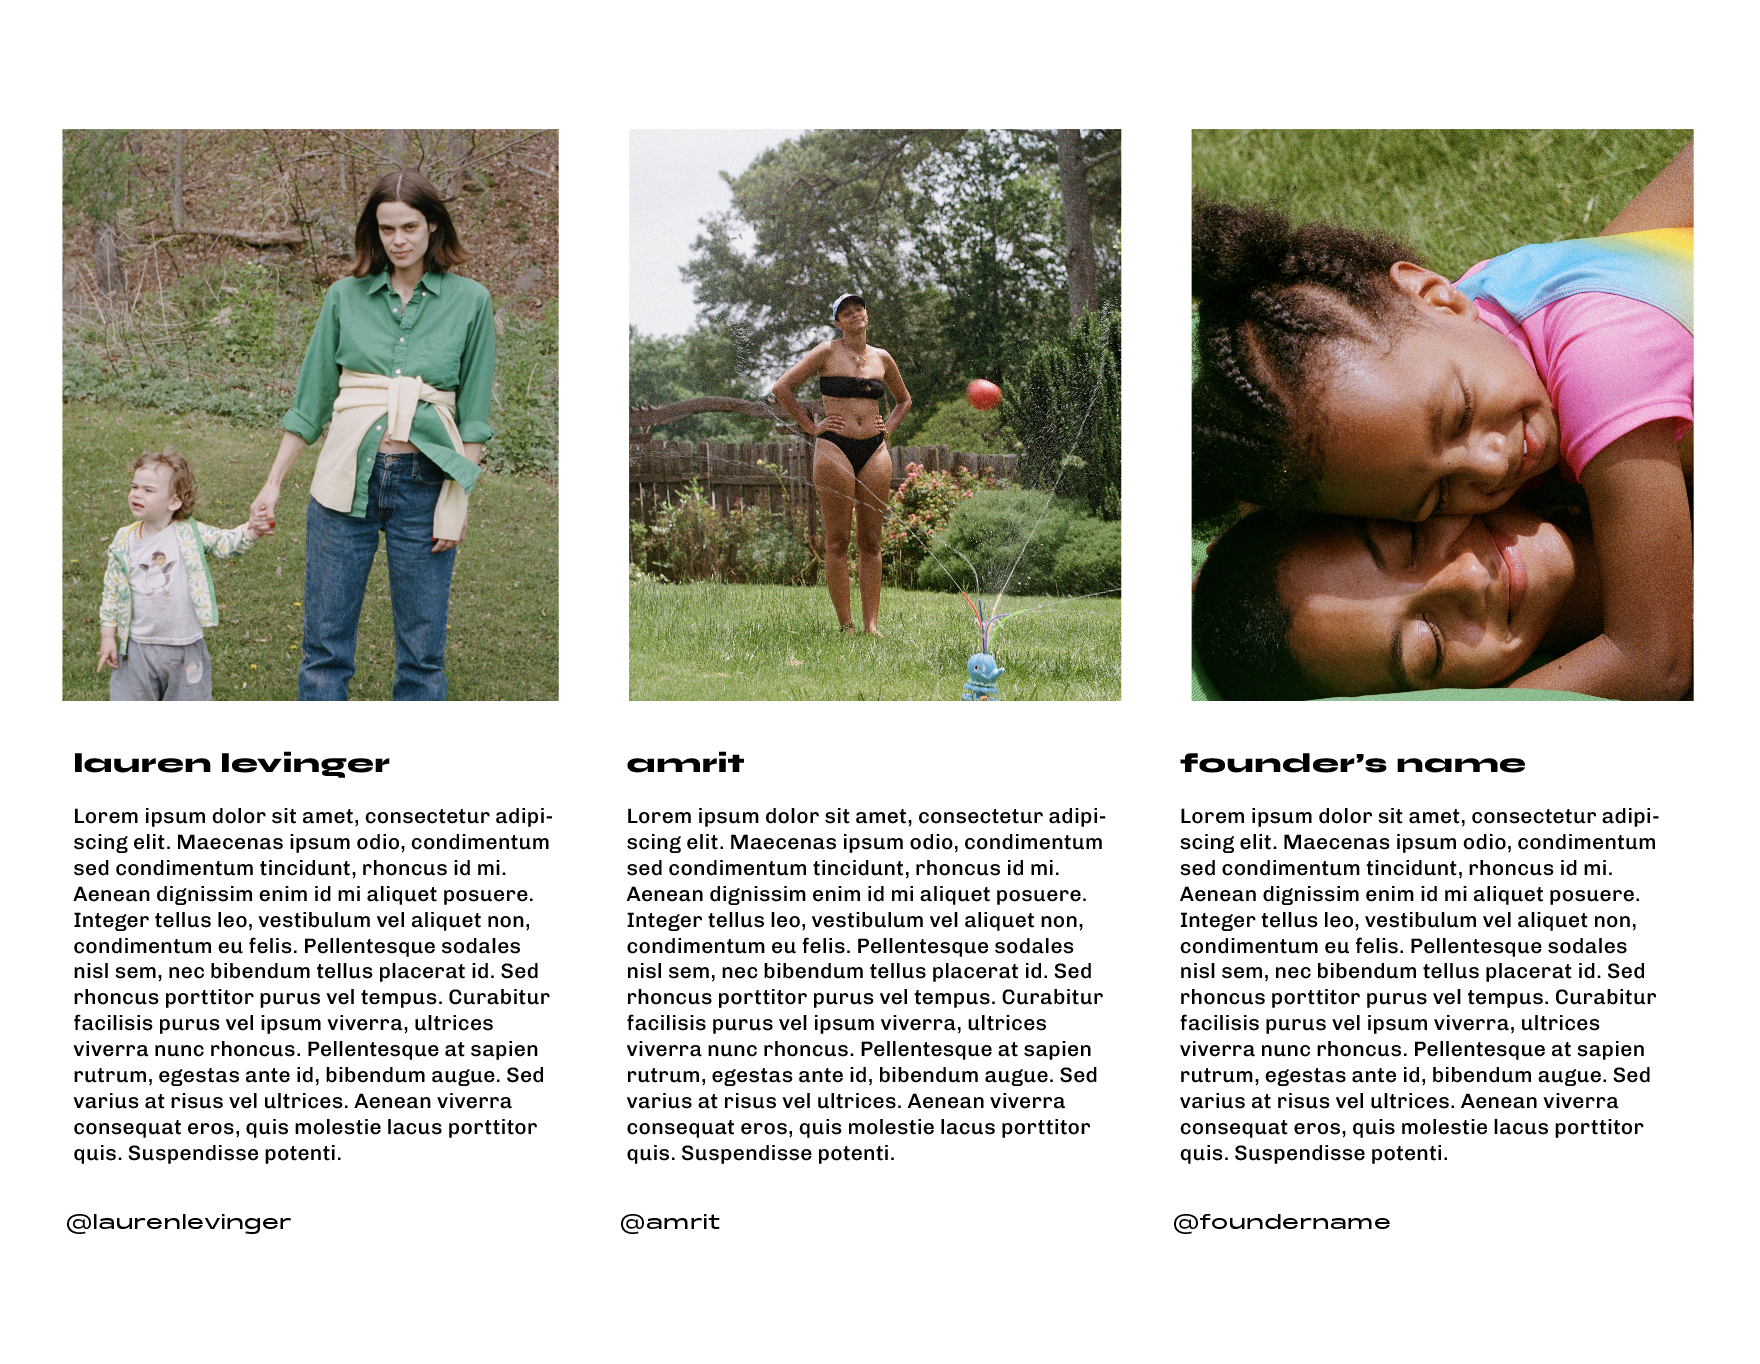 lauren levinger
Lorem ipsum dolor sit amet, consectetur adipi-
scing elit. Maecenas ipsum odio, condimentum
sed condimentum tincidunt, rhoncus id mi.
Aenean dignissim enim id mi aliquet posuere.
Integer tellus leo, vestibulum vel aliquet non,
condimentum eu felis. Pellentesque sodales
nisl sem, nec bibendum tellus placerat id. Sed
rhoncus porttitor purus vel tempus. Curabitur
facilisis purus vel ipsum viverra, ultrices
viverra nunc rhoncus. Pellentesque at sapien
rutrum, egestas ante id, bibendum augue. Sed
varius at risus vel ultrices. Aenean viverra
consequat eros, quis molestie lacus porttitor
quis. Suspendisse potenti.
@laurenlevinger
amrit
Lorem ipsum dolor sit amet, consectetur adipi-
scing elit. Maecenas ipsum odio, condimentum
sed condimentum tincidunt, rhoncus id mi.
Aenean dignissim enim id mi aliquet posuere.
Integer tellus leo, vestibulum vel aliquet non,
condimentum eu felis. Pellentesque sodales
nisl sem, nec bibendum tellus placerat id. Sed
rhoncus porttitor purus vel tempus. Curabitur
facilisis purus vel ipsum viverra, ultrices
viverra nunc rhoncus. Pellentesque at sapien
rutrum, egestas ante id, bibendum augue. Sed
varius at risus vel ultrices. Aenean viverra
consequat eros, quis molestie lacus porttitor
quis. Suspendisse potenti.
@amrit
founder’s name
Lorem ipsum dolor sit amet, consectetur adipi-
scing elit. Maecenas ipsum odio, condimentum
sed condimentum tincidunt, rhoncus id mi.
Aenean dignissim enim id mi aliquet posuere.
Integer tellus leo, vestibulum vel aliquet non,
condimentum eu felis. Pellentesque sodales
nisl sem, nec bibendum tellus placerat id. Sed
rhoncus porttitor purus vel tempus. Curabitur
facilisis purus vel ipsum viverra, ultrices
viverra nunc rhoncus. Pellentesque at sapien
rutrum, egestas ante id, bibendum augue. Sed
varius at risus vel ultrices. Aenean viverra
consequat eros, quis molestie lacus porttitor
quis. Suspendisse potenti.
@foundername